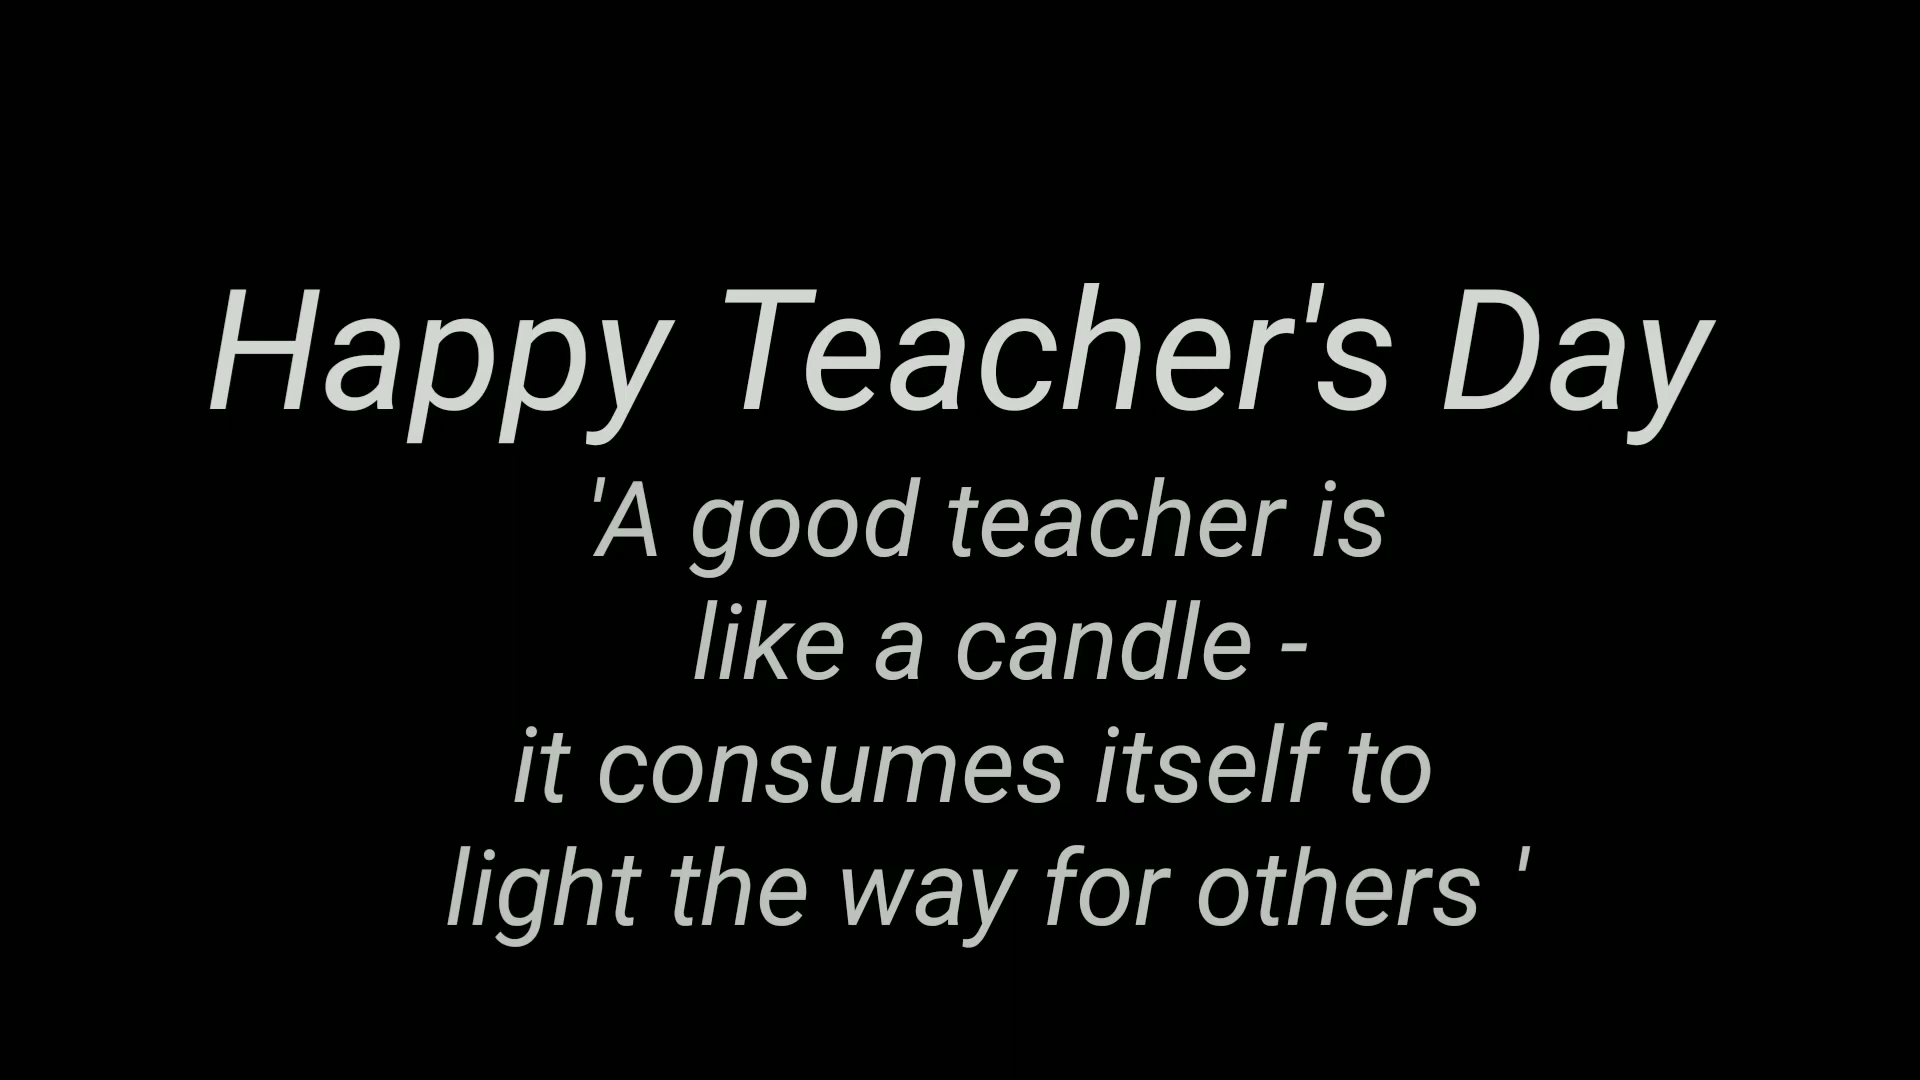 Happy Teacher's Day
'A good teacher is
like a candle -
it consumes itself to
light the way for others '